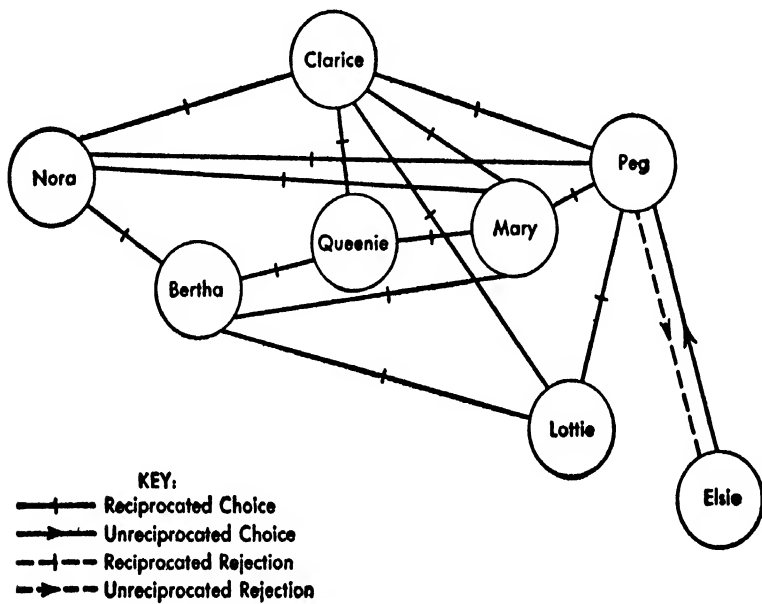 Clarice
Peg
Nora
Mary
Queenie
Bertha
Lottie
Elsie
KEY:
Reciprocated Choice
Unreciprocated Choice
Reciprocated Rejection
Unreciprocated Rejection